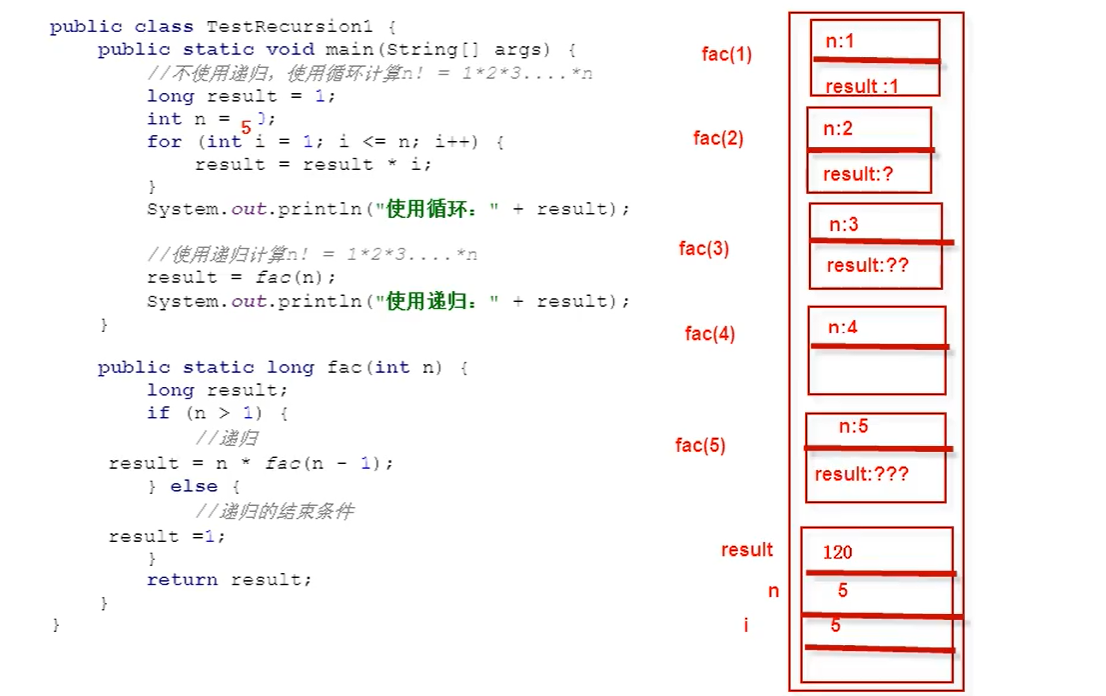 public class TestRecursion1 {
public static void main(String[] args) {
//不使用递归，使用循环计算n! = 1*2*3....*n
long result = 1;
int n = 5);
for (int i = 1; i <= n; i++) {
result = result * i;
}
System.out.println("使用循环：" + result);
//使用递归计算n! = 1*2*3....*n
result = fac(n);
System.out.println("使用递归：" + result);
}
public static long fac(int n) {
long result;
if (n > 1) {
//递归
result = n * fac(n - 1);
} else {
//递归的结束条件
result =1;
}
return result;
}
}
fac(1)
n:1
result :1
fac(2)
n:2
result:?
fac(3)
n:3
result:??
fac(4)
n:4
fac(5)
n:5
result:???
result 120
n 5
i 5